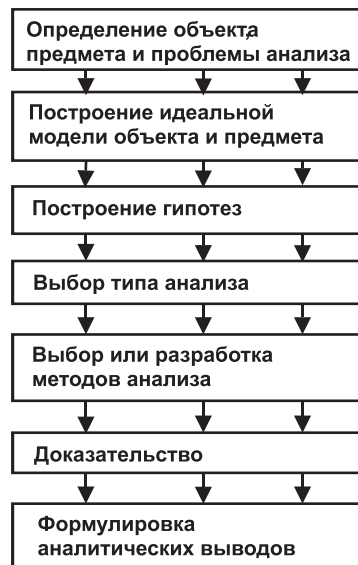 Определение объекта,
предмета и проблемы анализа
Построение идеальной
модели объекта и предмета
Построение гипотез
Выбор типа анализа
Выбор или разработка
методов анализа
Доказательство
Формулировка
аналитических выводов